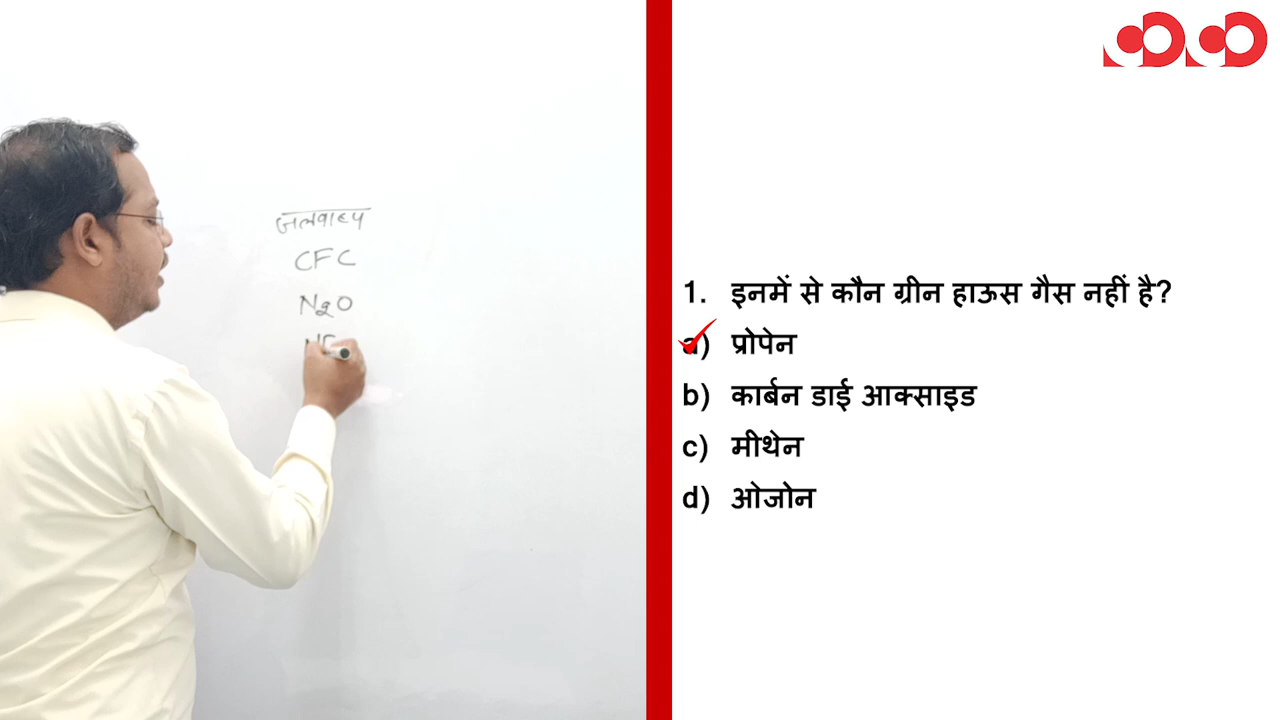 जलवाष्प
CFC
N2O
1. इनमें से कौन ग्रीन हाऊस गैस नहीं है?
a) प्रोपेन
b) कार्बन डाई आक्साइड
c) मीथेन
d) ओजोन